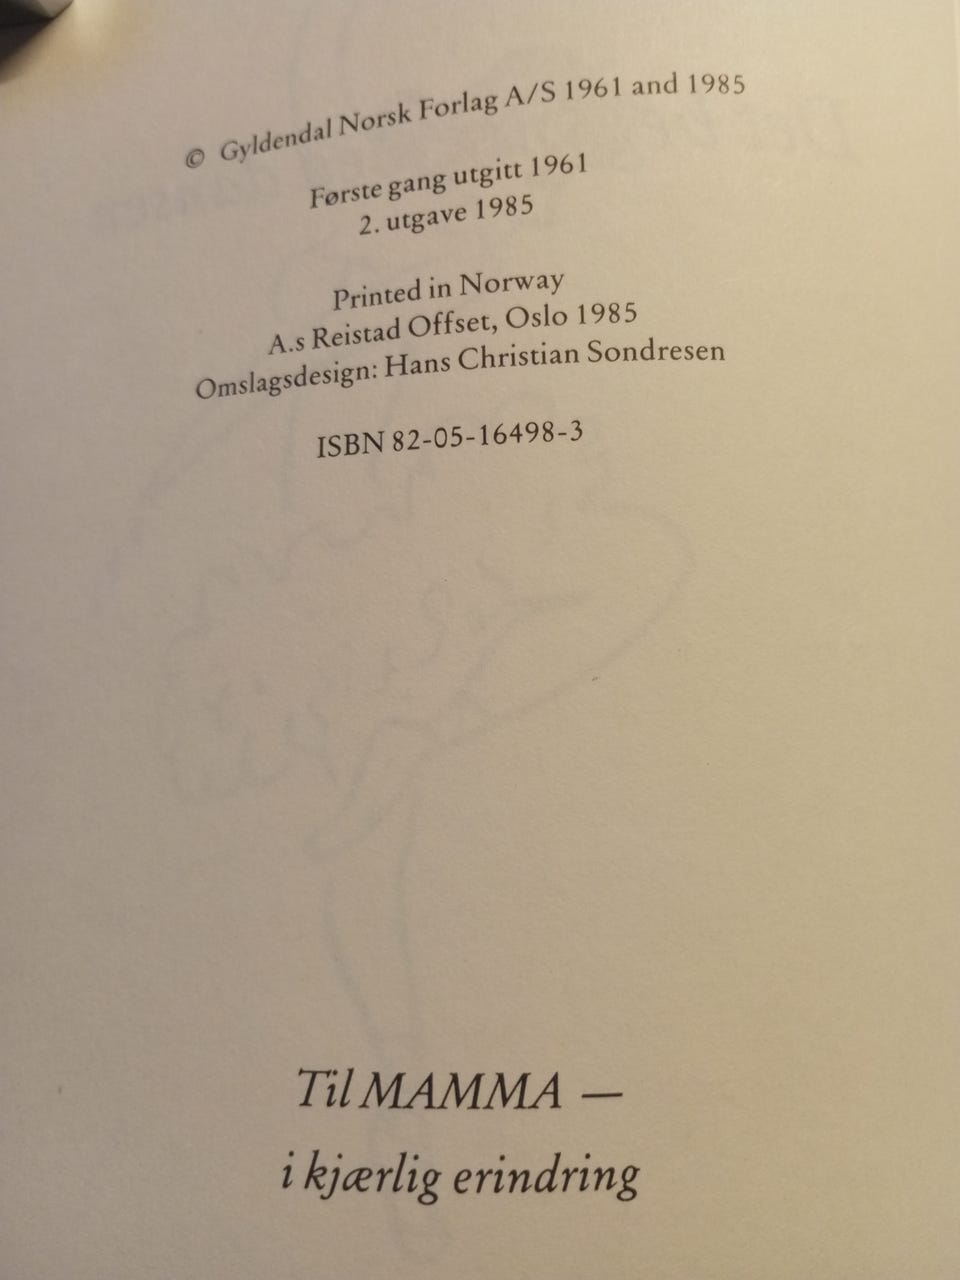 © Gyldendal Norsk Forlag A/S 1961 and 1985
Første gang utgitt 1961
2. utgave 1985
Printed in Norway
A.s Reistad Offset, Oslo 1985
Omslagsdesign: Hans Christian Sondresen
ISBN 82-05-16498-3
Til MAMMA —
i kjærlig erindring